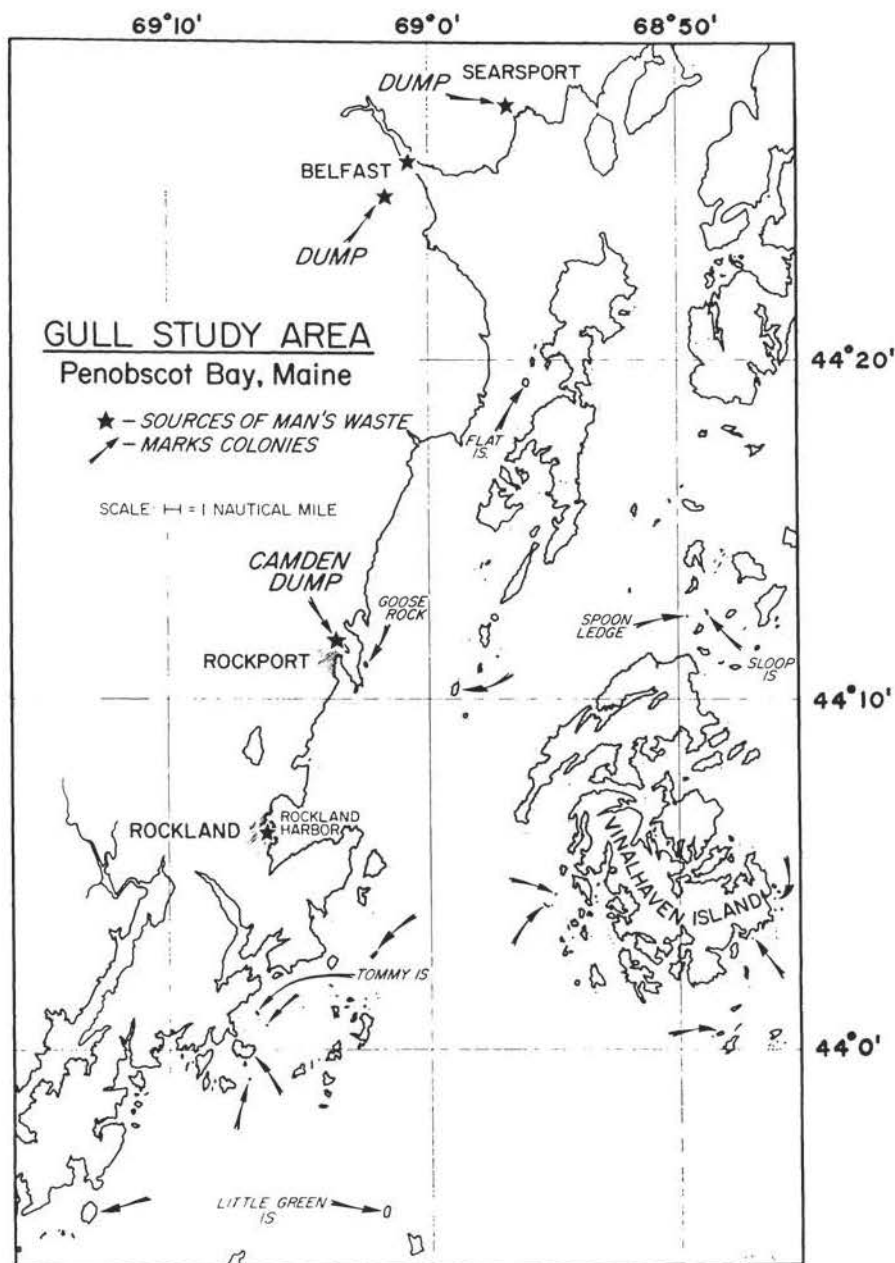 69°10'
69°0'
68°50'
SEARSPORT
DUMP
BELFAST
DUMP
GULL STUDY AREA
Penobscot Bay, Maine
44°20'
★ - SOURCES OF MAN'S WASTE
- MARKS COLONIES
FLAT
IS.
SCALE: = 1 NAUTICAL MILE
CAMDEN
DUMP
GOOSE
ROCK
SPOON
LEDGE
ROCKPORT
SLOOP
IS
44°10'
ROCKLAND
ROCKLAND
HARBOR
VINALHAVEN ISLAND
TOMMY IS
44°0'
LITTLE GREEN
IS